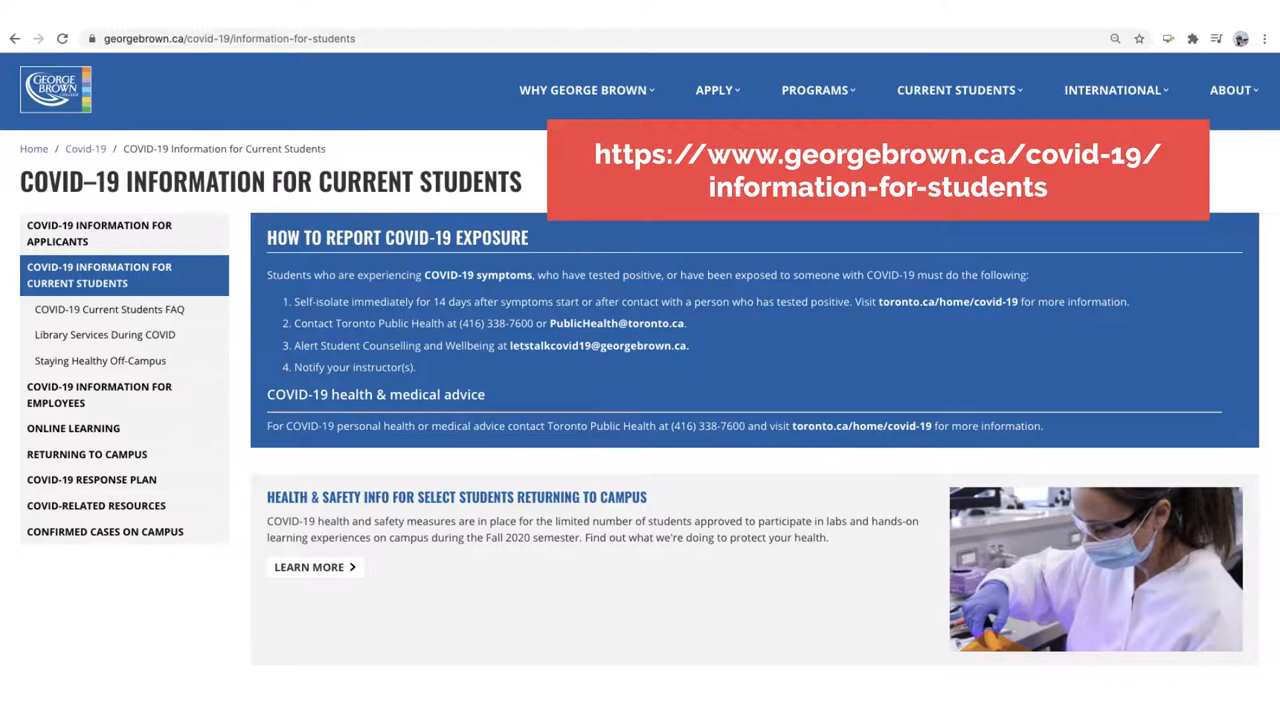 georgebrown.ca/covid-19/information-for-students
GEORGE
BROWN
COLLEGE
WHY GEORGE BROWN
APPLY
PROGRAMS
CURRENT STUDENTS
INTERNATIONAL
ABOUT
https://www.georgebrown.ca/covid-19/
information-for-students
Home / Covid-19 / COVID-19 Information for Current Students
COVID–19 INFORMATION FOR CURRENT STUDENTS
COVID-19 INFORMATION FOR
APPLICANTS
COVID-19 INFORMATION FOR
CURRENT STUDENTS
COVID-19 Current Students FAQ
Library Services During COVID
Staying Healthy Off-Campus
COVID-19 INFORMATION FOR
EMPLOYEES
ONLINE LEARNING
RETURNING TO CAMPUS
COVID-19 RESPONSE PLAN
COVID-RELATED RESOURCES
CONFIRMED CASES ON CAMPUS
HOW TO REPORT COVID-19 EXPOSURE
Students who are experiencing COVID-19 symptoms, who have tested positive, or have been exposed to someone with COVID-19 must do the following:
1. Self-isolate immediately for 14 days after symptoms start or after contact with a person who has tested positive. Visit toronto.ca/home/covid-19 for more information.
2. Contact Toronto Public Health at (416) 338-7600 or PublicHealth@toronto.ca.
3. Alert Student Counselling and Wellbeing at letstalkcovid19@georgebrown.ca.
4. Notify your instructor(s).
COVID-19 health & medical advice
For COVID-19 personal health or medical advice contact Toronto Public Health at (416) 338-7600 and visit toronto.ca/home/covid-19 for more information.
HEALTH & SAFETY INFO FOR SELECT STUDENTS RETURNING TO CAMPUS
COVID-19 health and safety measures are in place for the limited number of students approved to participate in labs and hands-on
learning experiences on campus during the Fall 2020 semester. Find out what we're doing to protect your health.
LEARN MORE